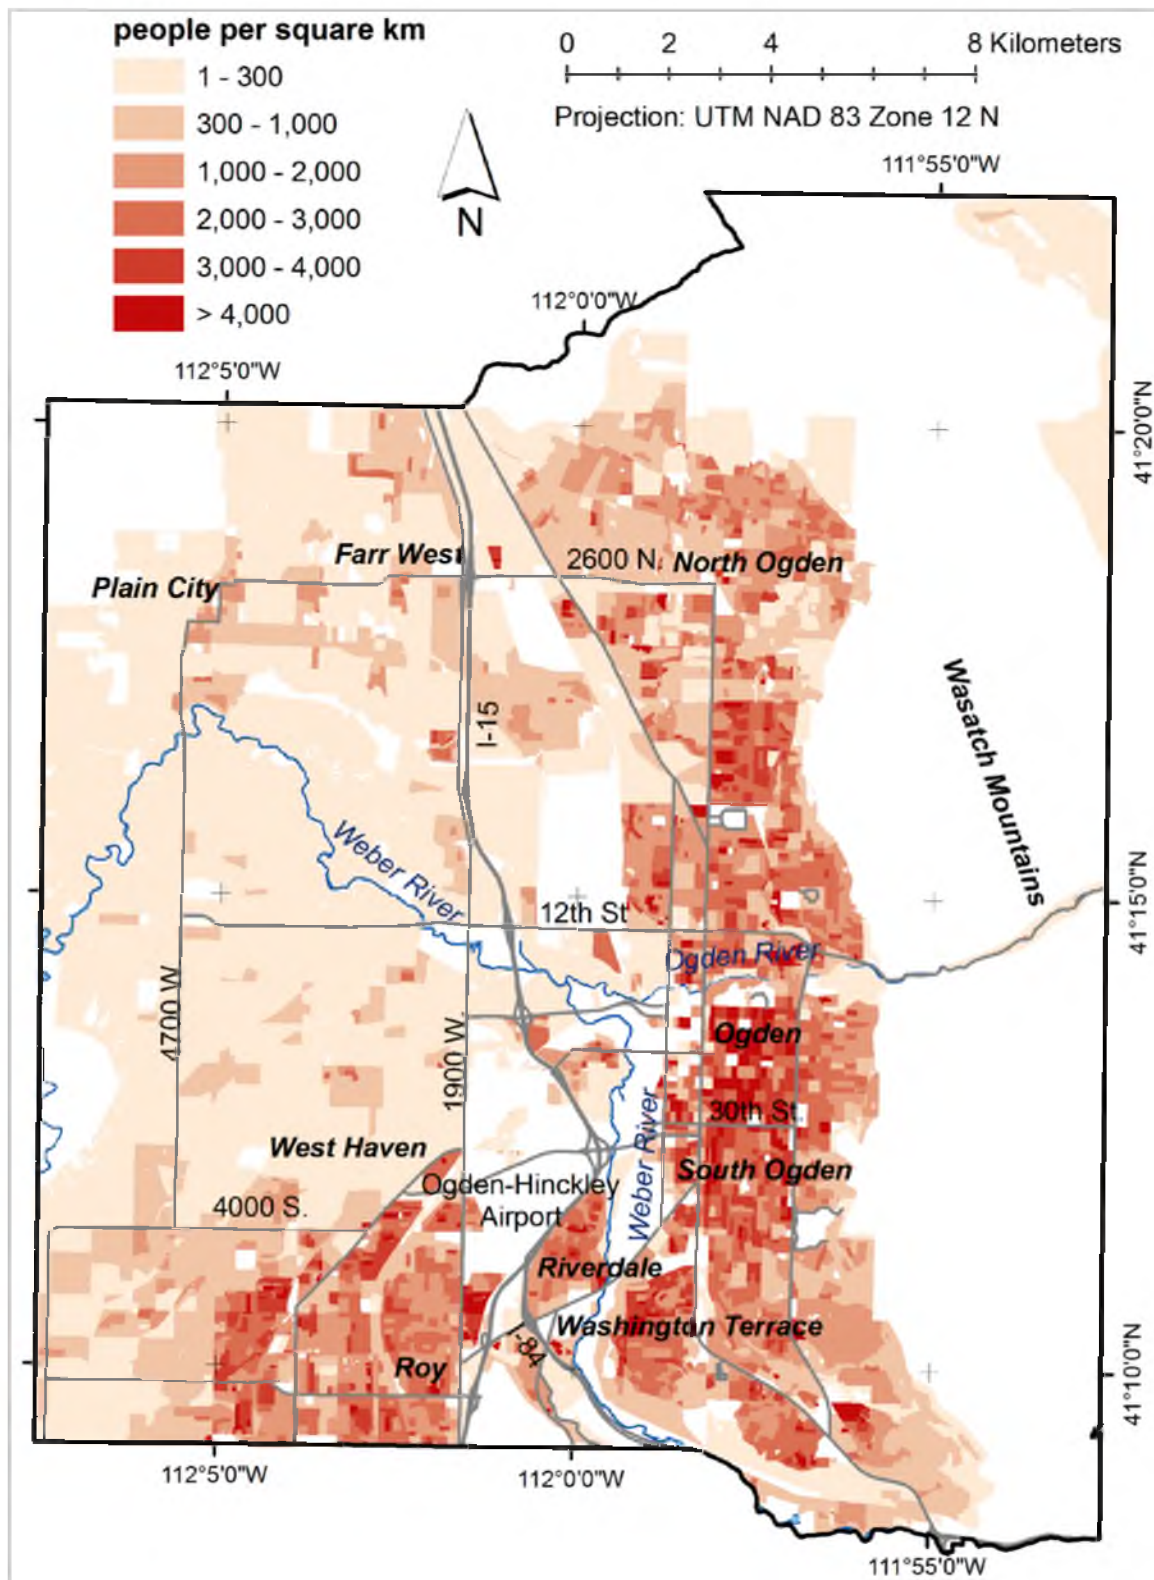 people per square km
1 - 300
300 - 1,000
1,000 - 2,000
2,000 - 3,000
3,000 - 4,000
> 4,000
0 2 4 8 Kilometers
Projection: UTM NAD 83 Zone 12 N
N
111°55'0"W
112°0'0"W
112°5'0"W
41°20'0"N
Farr West
2600 N.
North Ogden
Plain City
Wasatch Mountains
I-15
Weber River
41°15'0"N
12th St
Ogden River
4700 W
1900 W
Ogden
Weber River
30th St.
West Haven
South Ogden
Ogden-Hinckley
Airport
4000 S.
Riverdale
Washington Terrace
I-84
Roy
41°10'0"N
112°5'0"W
112°0'0"W
111°55'0"W